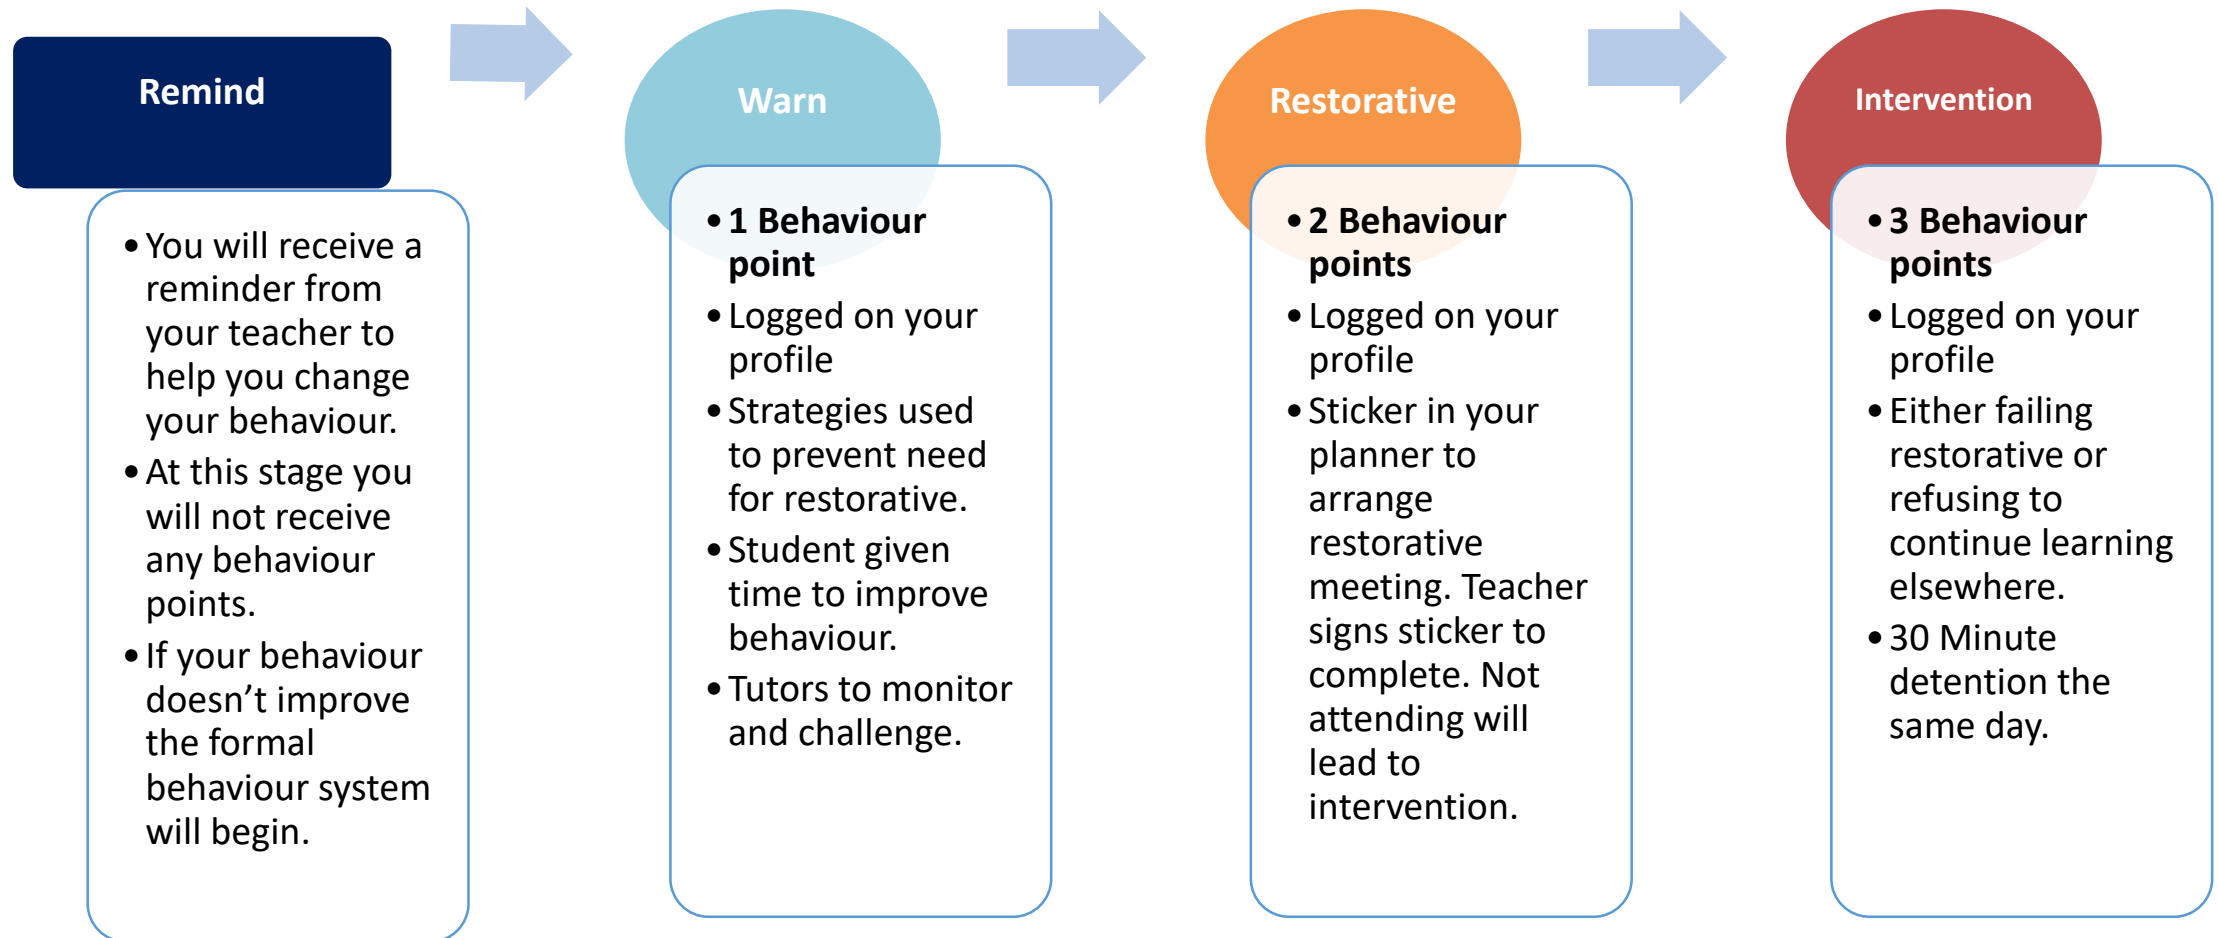 Remind
• You will receive a
reminder from
your teacher to
help you change
your behaviour.
• At this stage you
will not receive
any behaviour
points.
• If your behaviour
doesn’t improve
the formal
behaviour system
will begin.
Warn
• 1 Behaviour
point
• Logged on your
profile
• Strategies used
to prevent need
for restorative.
• Student given
time to improve
behaviour.
• Tutors to monitor
and challenge.
Restorative
• 2 Behaviour
points
• Logged on your
profile
• Sticker in your
planner to
arrange
restorative
meeting. Teacher
signs sticker to
complete. Not
attending will
lead to
intervention.
Intervention
• 3 Behaviour
points
• Logged on your
profile
• Either failing
restorative or
refusing to
continue learning
elsewhere.
• 30 Minute
detention the
same day.